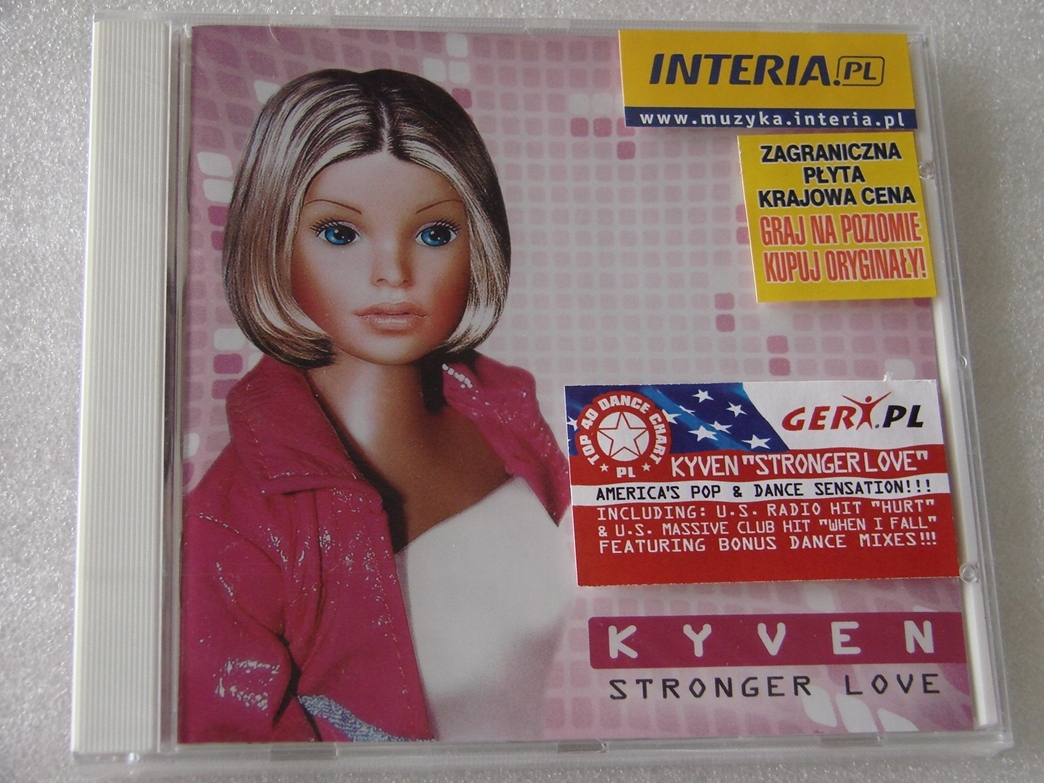 INTERIA.PL
www.muzyka.interia.pl
ZAGRANICZNA
PŁYTA
KRAJOWA CENA
GRAJ NA POZIOMIE
KUPUJ ORYGINAŁY!
TOP 40 DANCE CHART
PL
GERY.PL
KYVEN "STRONGER LOVE"
AMERICA'S POP & DANCE SENSATION!!!
INCLUDING: U.S. RADIO HIT "HURT"
& U.S. MASSIVE CLUB HIT "WHEN I FALL"
FEATURING BONUS DANCE MIXES!!!
KYVEN
STRONGER LOVE